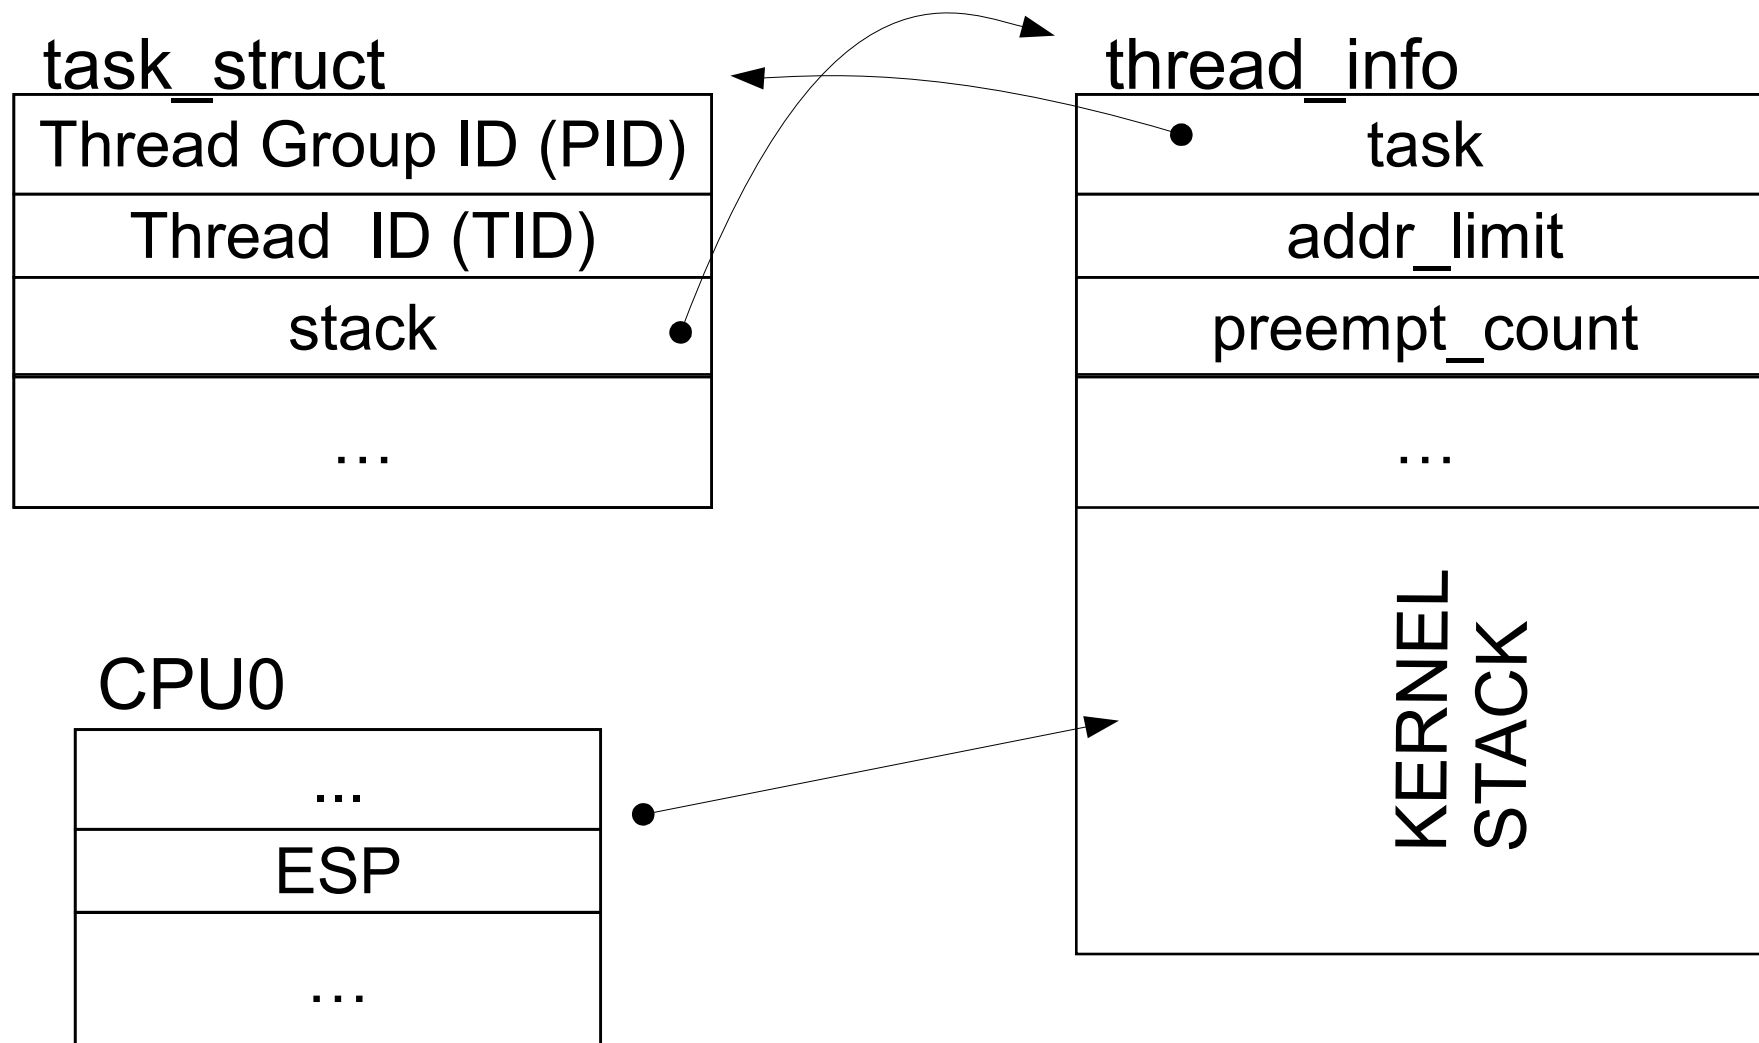 task_struct
Thread Group ID (PID)
Thread ID (TID)
stack
...
thread_info
task
addr_limit
preempt_count
...
KERNEL
STACK
CPU0
...
ESP
...